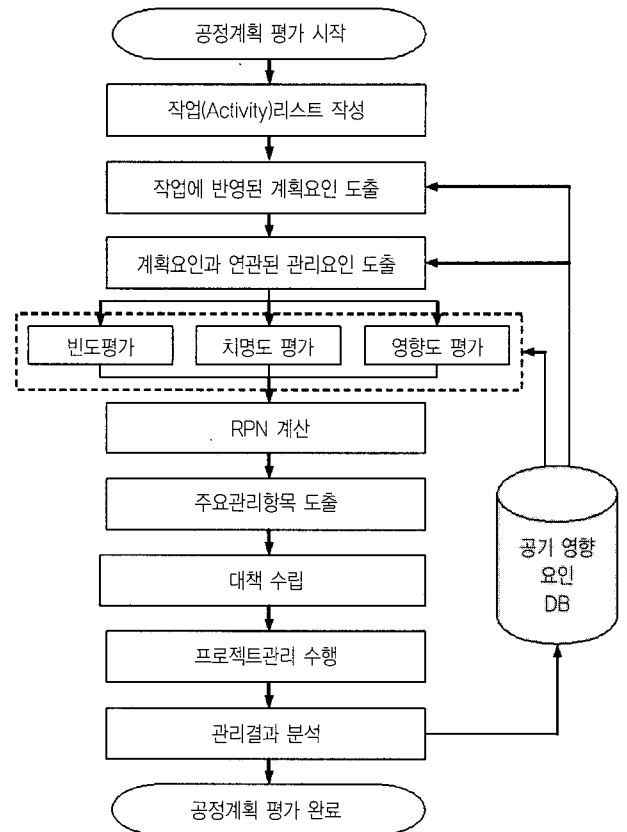 공정계획 평가 시작
작업(Activity)리스트 작성
작업에 반영된 계획요인 도출
계획요인과 연관된 관리요인 도출
빈도평가
치명도 평가
영향도 평가
RPN 계산
주요관리항목 도출
대책 수립
프로젝트관리 수행
관리결과 분석
공정계획 평가 완료
공기 영향
요인
DB